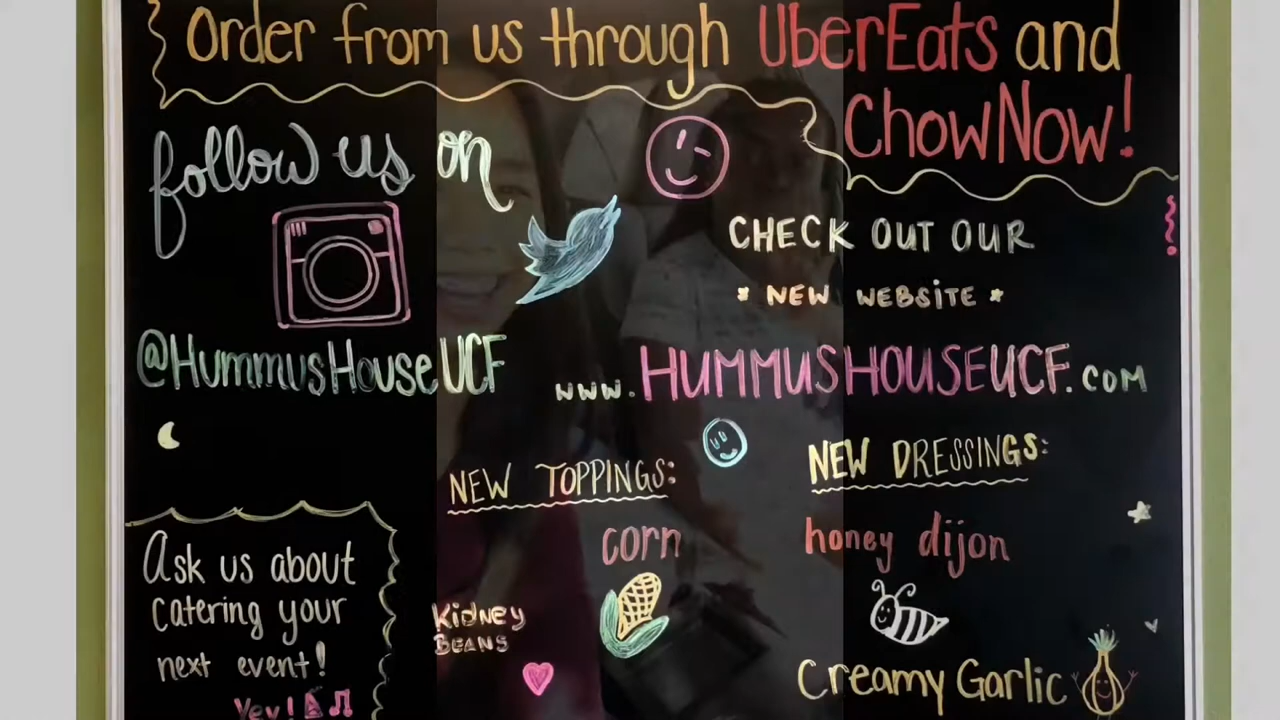 Order from us through UberEats and
ChowNow!
follow us on
@HummusHouseUCF
CHECK OUT OUR
* NEW WEBSITE *
www.HUMMUSHOUSEUCF.COM
NEW TOPPINGS:
corn
Kidney
BEANS
NEW DRESSINGS:
honey dijon
Creamy Garlic
Ask us about
catering your
next event!
Yey!